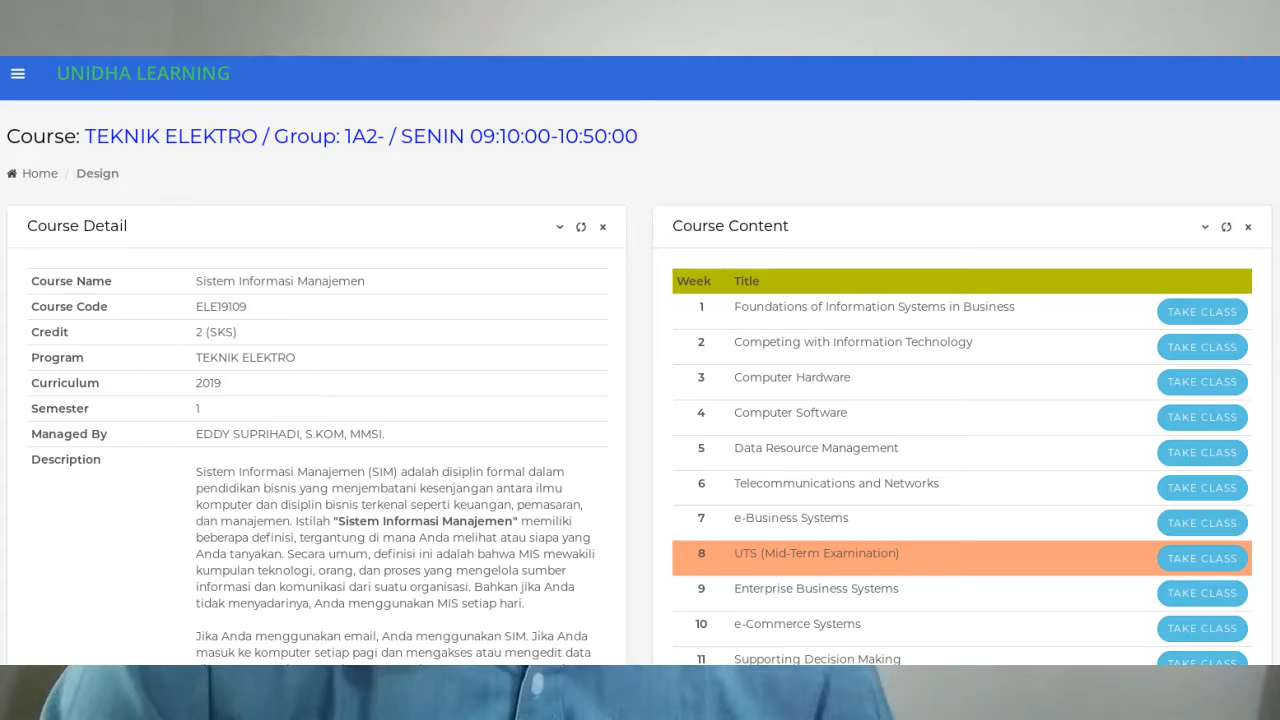 UNIDHA LEARNING
Course: TEKNIK ELEKTRO / Group: 1A2- / SENIN 09:10:00-10:50:00
Home / Design
Course Detail
Course Name Sistem Informasi Manajemen
Course Code ELE19109
Credit 2 (SKS)
Program TEKNIK ELEKTRO
Curriculum 2019
Semester 1
Managed By EDDY SUPRIHADI, S.KOM, MMSI.
Description
Sistem Informasi Manajemen (SIM) adalah disiplin formal dalam
pendidikan bisnis yang menjembatani kesenjangan antara ilmu
komputer dan disiplin bisnis terkenal seperti keuangan, pemasaran,
dan manajemen. Istilah "Sistem Informasi Manajemen" memiliki
beberapa definisi, tergantung di mana Anda melihat atau siapa yang
Anda tanyakan. Secara umum, definisi ini adalah bahwa MIS mewakili
kumpulan teknologi, orang, dan proses yang mengelola sumber
informasi dan komunikasi dari suatu organisasi. Bahkan jika Anda
tidak menyadarinya, Anda menggunakan MIS setiap hari.
Jika Anda menggunakan email, Anda menggunakan SIM. Jika Anda
masuk ke komputer setiap pagi dan mengakses atau mengedit data
Course Content
Week Title
1 Foundations of Information Systems in Business TAKE CLASS
2 Competing with Information Technology TAKE CLASS
3 Computer Hardware TAKE CLASS
4 Computer Software TAKE CLASS
5 Data Resource Management TAKE CLASS
6 Telecommunications and Networks TAKE CLASS
7 e-Business Systems TAKE CLASS
8 UTS (Mid-Term Examination) TAKE CLASS
9 Enterprise Business Systems TAKE CLASS
10 e-Commerce Systems TAKE CLASS
11 Supporting Decision Making TAKE CLASS